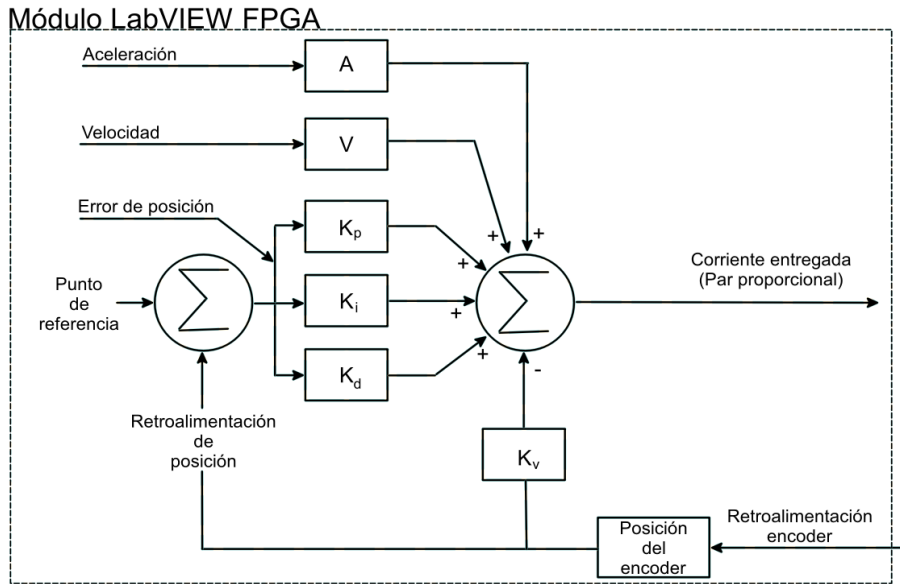 Módulo LabVIEW FPGA
Aceleración
A
Velocidad
V
Error de posición
Kp
Punto
de
referencia
Ki
Kd
+
+
+
+
+
-
Corriente entregada
(Par proporcional)
Retroalimentación
de
posición
Kv
Posición
del
encoder
Retroalimentación
encoder